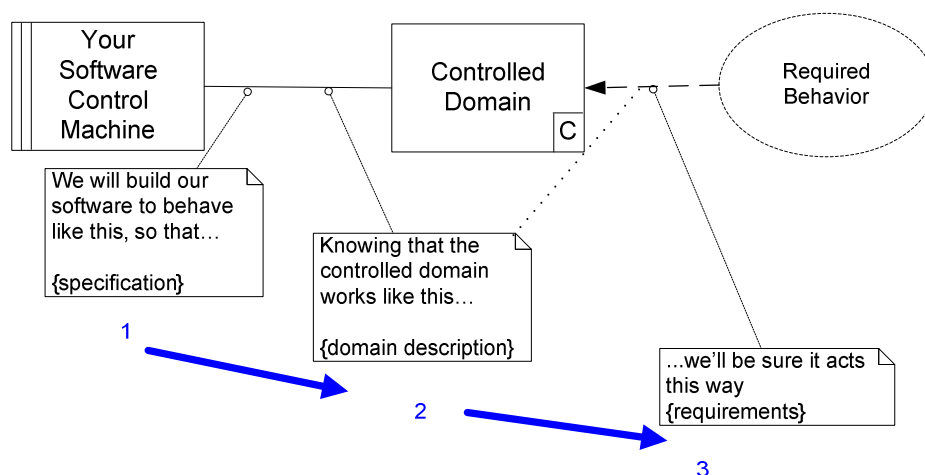 Your
Software
Control
Machine
Controlled
Domain
C
Required
Behavior
We will build our
software to behave
like this, so that…
{specification}
Knowing that the
controlled domain
works like this…
{domain description}
...we’ll be sure it acts
this way
{requirements}
1
2
3